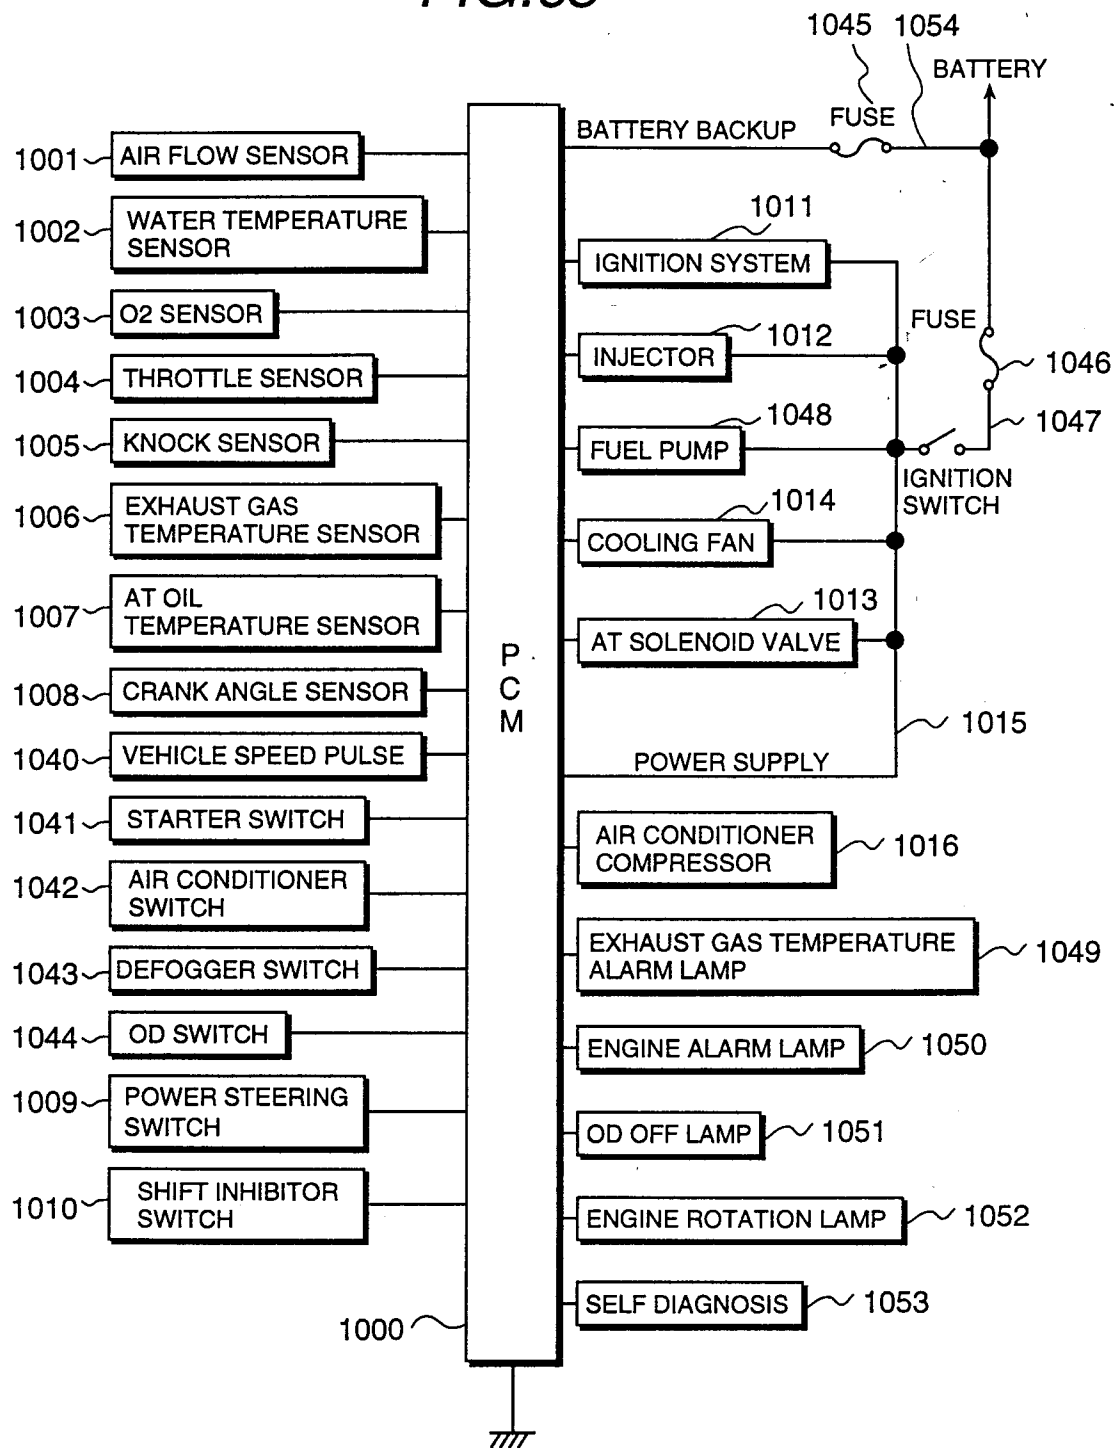 1045 1054
BATTERY
FUSE
BATTERY BACKUP
1001 AIR FLOW SENSOR
1002 WATER TEMPERATURE
SENSOR
1003 O2 SENSOR
1004 THROTTLE SENSOR
1005 KNOCK SENSOR
1006 EXHAUST GAS
TEMPERATURE SENSOR
1007 AT OIL
TEMPERATURE SENSOR
1008 CRANK ANGLE SENSOR
1040 VEHICLE SPEED PULSE
1041 STARTER SWITCH
1042 AIR CONDITIONER
SWITCH
1043 DEFOGGER SWITCH
1044 OD SWITCH
1009 POWER STEERING
SWITCH
1010 SHIFT INHIBITOR
SWITCH
1000
P
C
M
1011
IGNITION SYSTEM
1012
INJECTOR
1048
FUEL PUMP
1014
COOLING FAN
1013
AT SOLENOID VALVE
FUSE
1046
1047
IGNITION
SWITCH
1015
POWER SUPPLY
AIR CONDITIONER
COMPRESSOR 1016
EXHAUST GAS TEMPERATURE
ALARM LAMP 1049
ENGINE ALARM LAMP 1050
OD OFF LAMP 1051
ENGINE ROTATION LAMP 1052
SELF DIAGNOSIS 1053